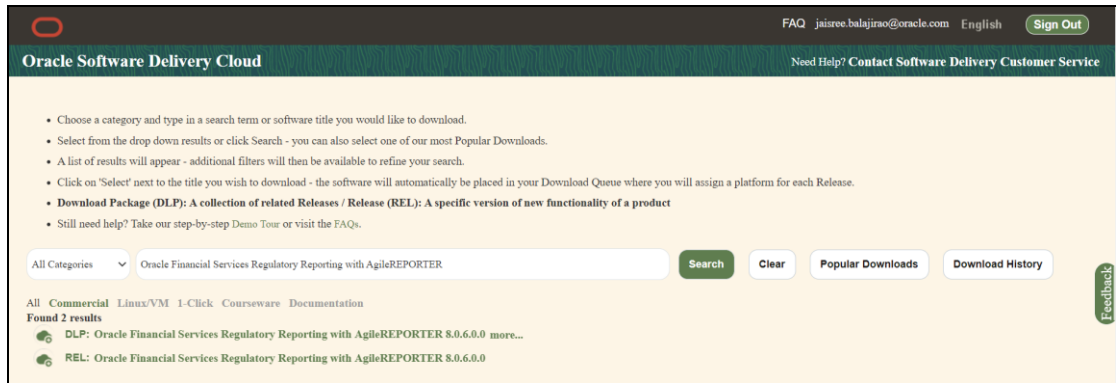 FAQ jaisree.balajirao@oracle.com English Sign Out
Oracle Software Delivery Cloud Need Help? Contact Software Delivery Customer Service
• Choose a category and type in a search term or software title you would like to download.
• Select from the drop down results or click Search - you can also select one of our most Popular Downloads.
• A list of results will appear - additional filters will then be available to refine your search.
• Click on 'Select' next to the title you wish to download - the software will automatically be placed in your Download Queue where you will assign a platform for each Release.
• Download Package (DLP): A collection of related Releases / Release (REL): A specific version of new functionality of a product
• Still need help? Take our step-by-step Demo Tour or visit the FAQs.
All Categories Oracle Financial Services Regulatory Reporting with AgileREPORTER Search Clear Popular Downloads Download History
Feedback
All Commercial Linux/VM 1-Click Courseware Documentation
Found 2 results
DLP: Oracle Financial Services Regulatory Reporting with AgileREPORTER 8.0.6.0.0 more...
REL: Oracle Financial Services Regulatory Reporting with AgileREPORTER 8.0.6.0.0